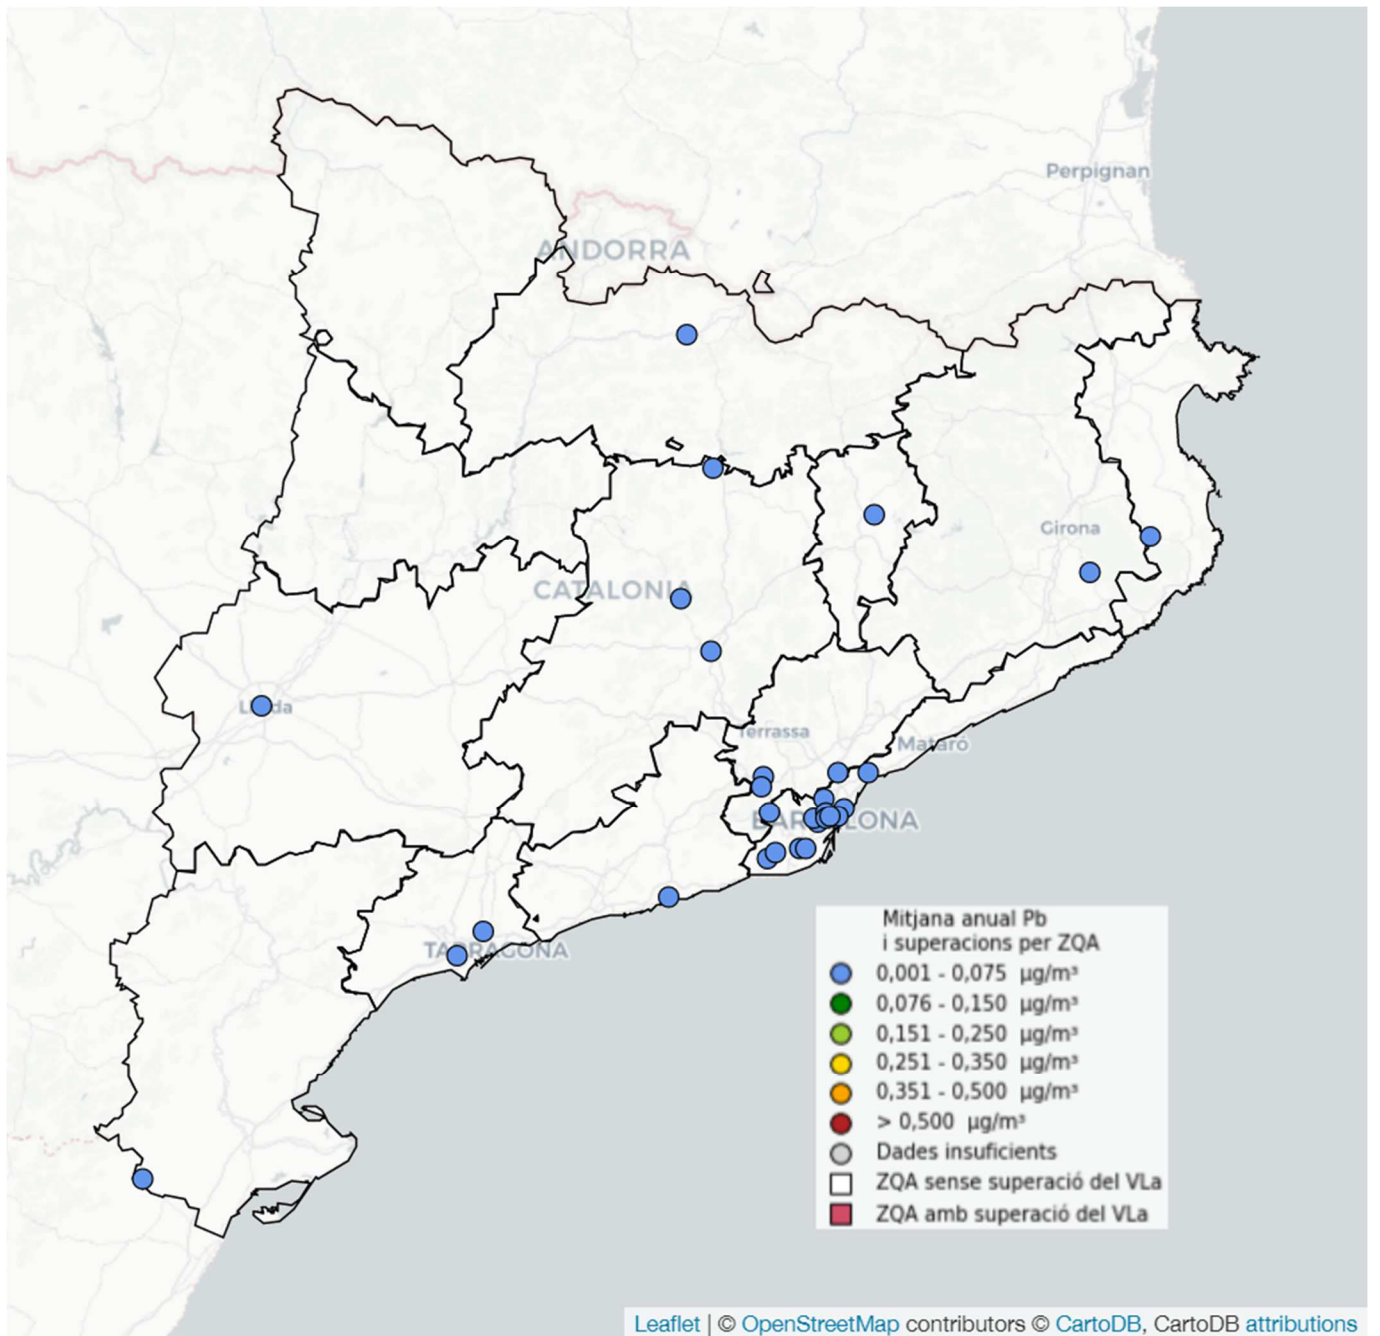 Perpignan
ANDORRA
Girona
CATALONIA
Lleida
Terrassa
Mataró
BARCELONA
TARRAGONA
Mitjana anual Pb
i superacions per ZQA
0,001 - 0,075 µg/m³
0,076 - 0,150 µg/m³
0,151 - 0,250 µg/m³
0,251 - 0,350 µg/m³
0,351 - 0,500 µg/m³
> 0,500 µg/m³
Dades insuficients
ZQA sense superació del VLa
ZQA amb superació del VLa
Leaflet | © OpenStreetMap contributors © CartoDB, CartoDB attributions